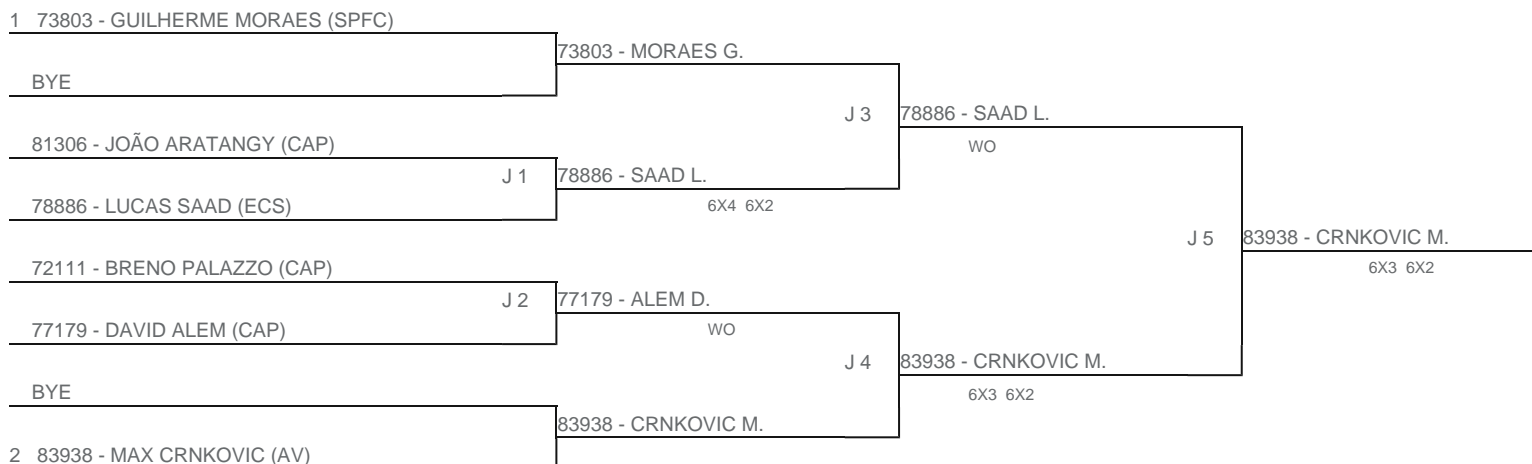 1 73803 - GUILHERME MORAES (SPFC)
73803 - MORAES G.
BYE
J 3
78886 - SAAD L.
WO
81306 - JOÃO ARATANGY (CAP)
J 1
78886 - SAAD L.
6X4 6X2
78886 - LUCAS SAAD (ECS)
J 5
83938 - CRNKOVIC M.
6X3 6X2
72111 - BRENO PALAZZO (CAP)
J 2
77179 - ALEM D.
WO
77179 - DAVID ALEM (CAP)
J 4
83938 - CRNKOVIC M.
6X3 6X2
BYE
83938 - CRNKOVIC M.
2 83938 - MAX CRNKOVIC (AV)